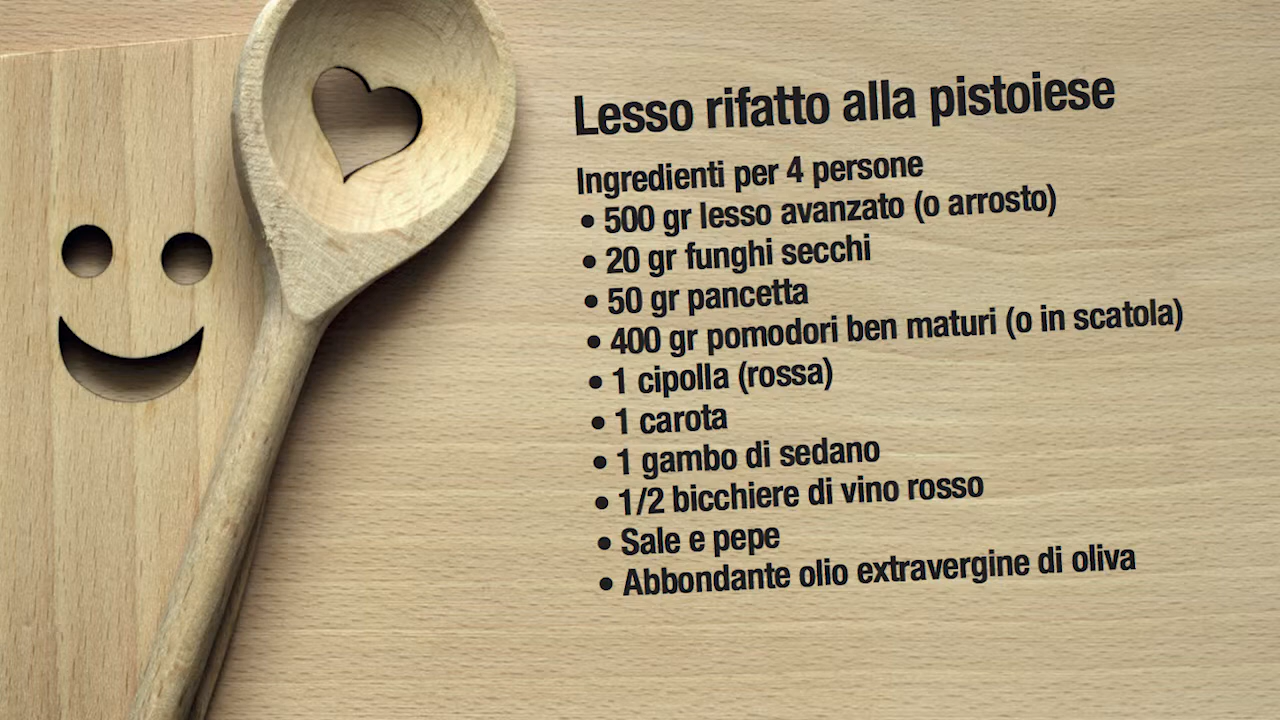 Lesso rifatto alla pistoiese
Ingredienti per 4 persone
• 500 gr lesso avanzato (o arrosto)
• 20 gr funghi secchi
• 50 gr pancetta
• 400 gr pomodori ben maturi (o in scatola)
• 1 cipolla (rossa)
• 1 carota
• 1 gambo di sedano
• 1/2 bicchiere di vino rosso
• Sale e pepe
• Abbondante olio extravergine di oliva